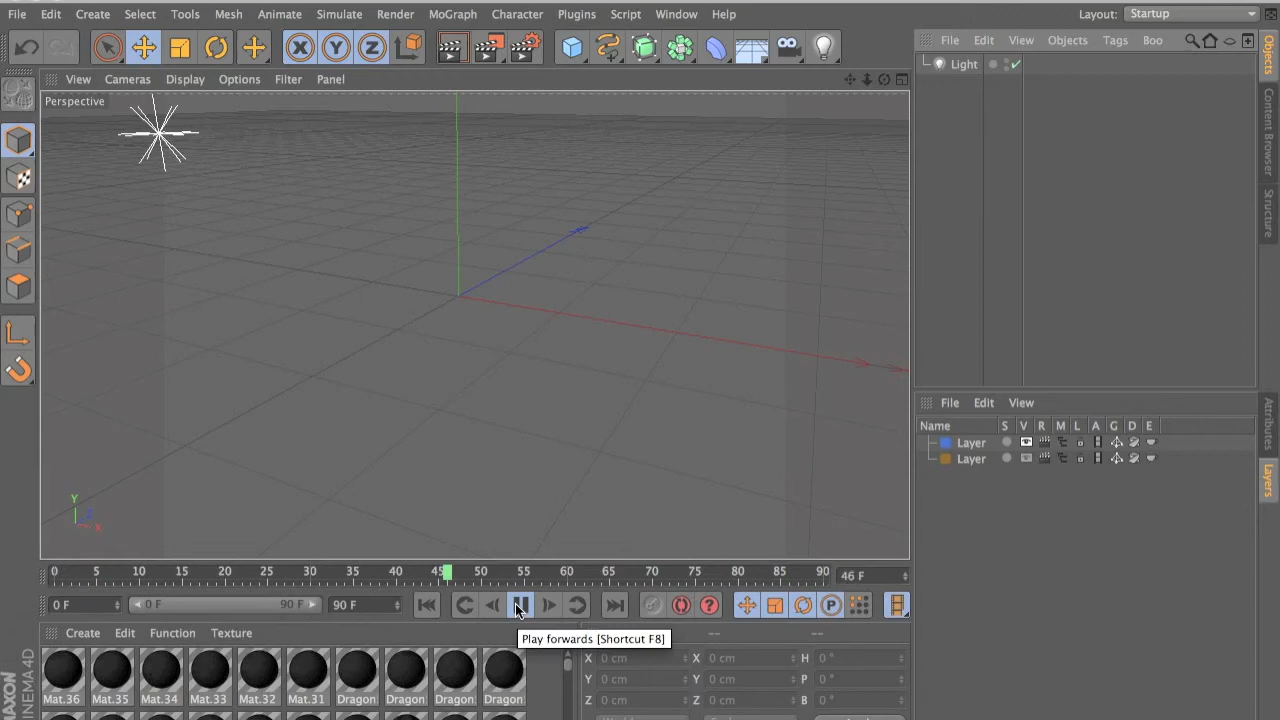 File Edit Create Select Tools Mesh Animate Simulate Render MoGraph Character Plugins Script Window Help Layout: Startup
File Edit View Objects Tags Boo
Light
View Cameras Display Options Filter Panel
Perspective
Objects
Content Browser
Structure
File Edit View
Name S V R M L A G D E
Layer
Layer
Attributes
Layers
Y
Z
X
0 5 10 15 20 25 30 35 40 45 50 55 60 65 70 75 80 85 90 46 F
0 F 0 F 90 F 90 F
Play forwards [Shortcut F8]
Create Edit Function Texture -- --
X 0 cm X 0 cm H 0 °
Y 0 cm Y 0 cm P 0 °
Z 0 cm Z 0 cm B 0 °
Mat.36 Mat.35 Mat.34 Mat.33 Mat.32 Mat.31 Dragon Dragon Dragon Dragon
MAXON
CINEMA 4D